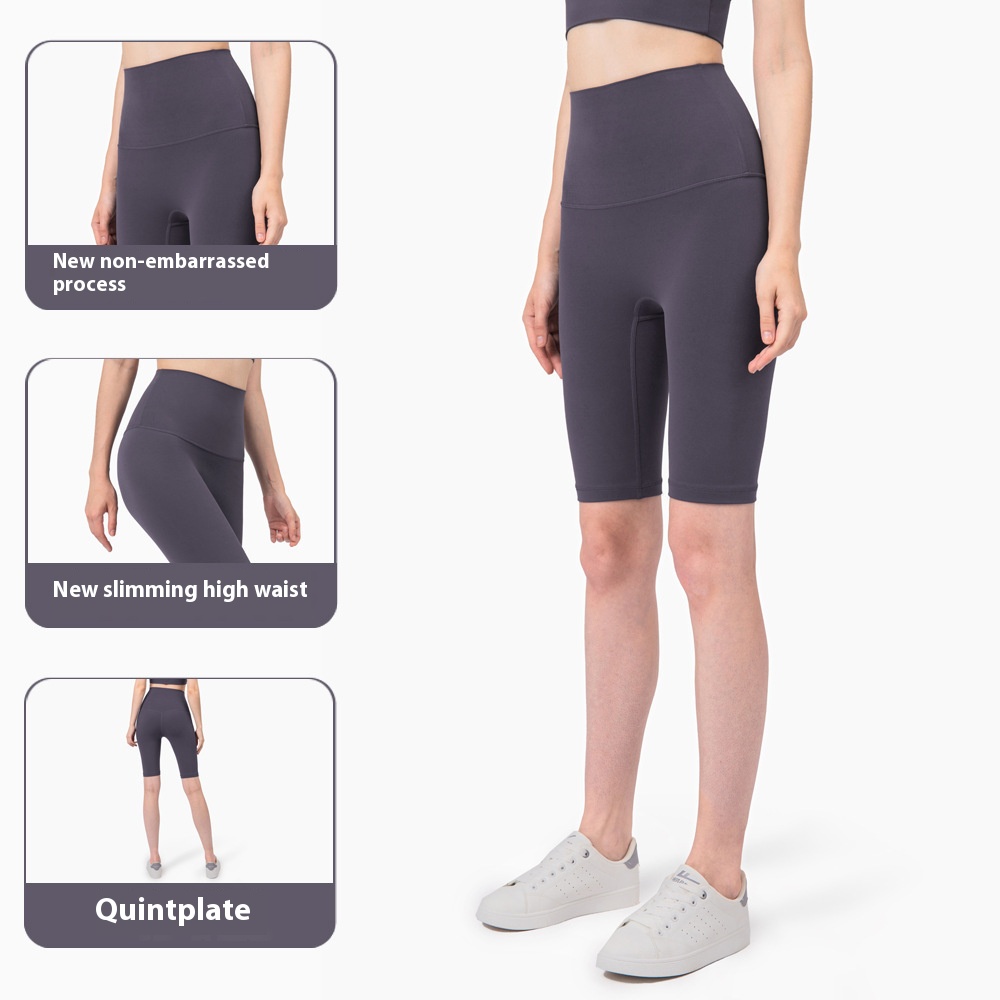 New non-embarrassed
process
New slimming high waist
Quintplate